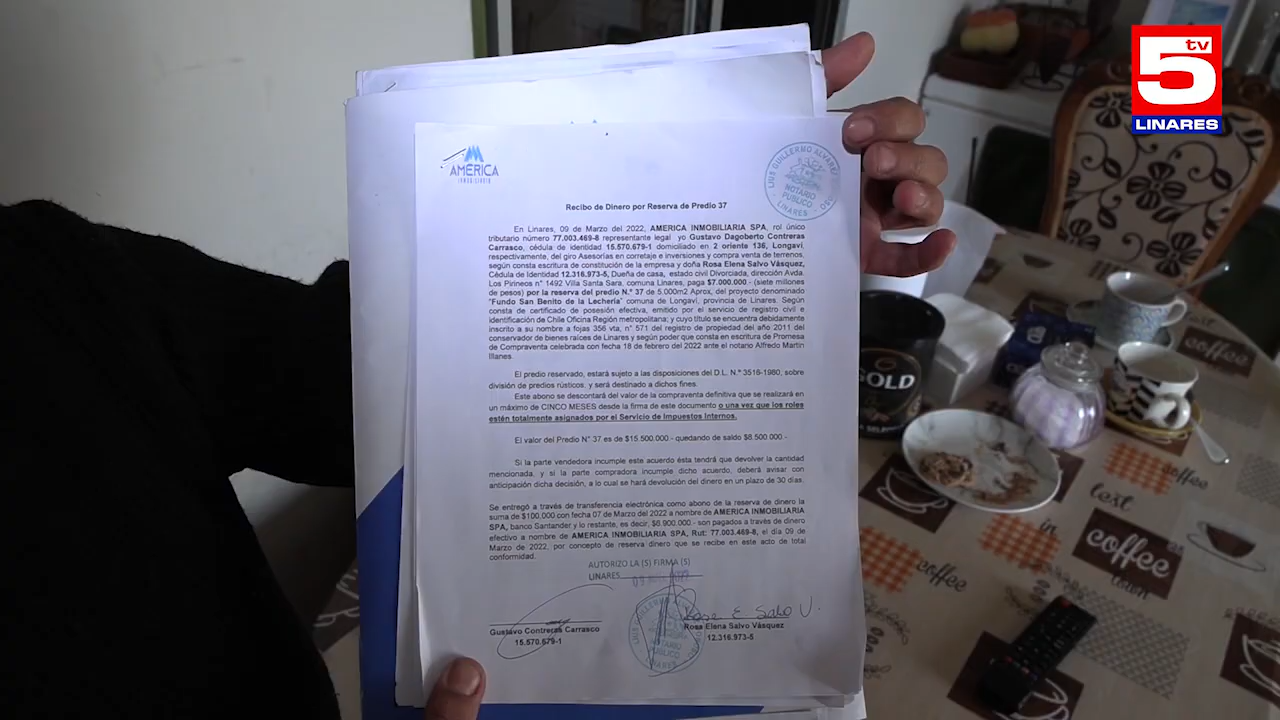 5
tv
LINARES
AMERICA
INMOBILIARIA
LIUS GUILLERMO ALVAREZ
NOTARIO
PUBLICO
LINARES
Recibo de Dinero por Reserva de Predio 37
En Linares, 09 de Marzo del 2022, AMERICA INMOBILIARIA SPA, rol único
tributario número 77.003.469-8 representante legal yo Gustavo Dagoberto Contreras
Carrasco, cédula de identidad 15.570.679-1 domiciliado en 2 oriente 136, Longaví,
respectivamente, del giro Asesorías en corretaje e inversiones y compra venta de terrenos,
según consta escritura de constitución de la empresa y doña Rosa Elena Salvo Vásquez,
Cédula de Identidad 12.316.973-5, Dueña de casa, estado civil Divorciada, dirección Avda.
Los Pirineos n° 1492 Villa Santa Sara, comuna Linares, paga $7.000.000.- (siete millones
de pesos) por la reserva del predio N.° 37 de 5.000m2 Aprox, del proyecto denominado
"Fundo San Benito de la Lechería" comuna de Longaví, provincia de Linares. Según
consta de certificado de posesión efectiva, emitido por el servicio de registro civil e
identificación de Chile Oficina Región metropolitana; y cuyo título se encuentra debidamente
inscrito a su nombre a fojas 356 vta, n° 571 del registro de propiedad del año 2011 del
conservador de bienes raíces de Linares y según poder que consta en escritura de Promesa
de Compraventa celebrada con fecha 18 de febrero del 2022 ante el notario Alfredo Martin
Illanes.
El predio reservado, estará sujeto a las disposiciones del D.L. N.° 3516-1980, sobre
división de predios rústicos, y será destinado a dichos fines.
Este abono se descontará del valor de la compraventa definitiva que se realizará en
un máximo de CINCO MESES desde la firma de este documento o una vez que los roles
estén totalmente asignados por el Servicio de Impuestos Internos.
El valor del Predio N° 37 es de $15.500.000.- quedando de saldo $8.500.000.-
Si la parte vendedora incumple este acuerdo ésta tendrá que devolver la cantidad
mencionada, y si la parte compradora incumple dicho acuerdo, deberá avisar con
anticipación dicha decisión, a lo cual se hará devolución del dinero en un plazo de 30 días.
Se entregó a través de transferencia electrónica como abono de la reserva de dinero la
suma de $100.000 con fecha 07 de Marzo del 2022 a nombre de AMERICA INMOBILIARIA
SPA, banco Santander y lo restante, es decir, $6.900.000.- son pagados a través de dinero
efectivo a nombre de AMERICA INMOBILIARIA SPA, Rut: 77.003.469-8, el día 09 de
Marzo de 2022, por concepto de reserva dinero que se recibe en este acto de total
conformidad.
AUTORIZO LA (S) FIRMA (S)
LINARES
Rosa E Salvo V.
Gustavo Contreras Carrasco
15.570.679-1
Rosa Elena Salvo Vásquez
12.316.973-5
NOTARIO
PUBLICO
LINARES
GOLD
coffee
text
in
coffee
coffee
town